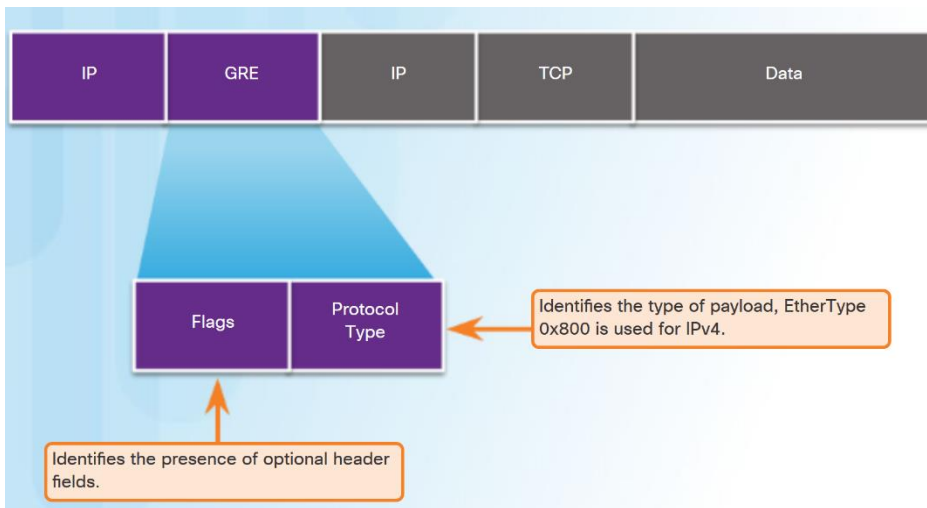 IP GRE IP TCP Data
Flags
Protocol
Type
Identifies the type of payload, EtherType
0x800 is used for IPv4.
Identifies the presence of optional header
fields.